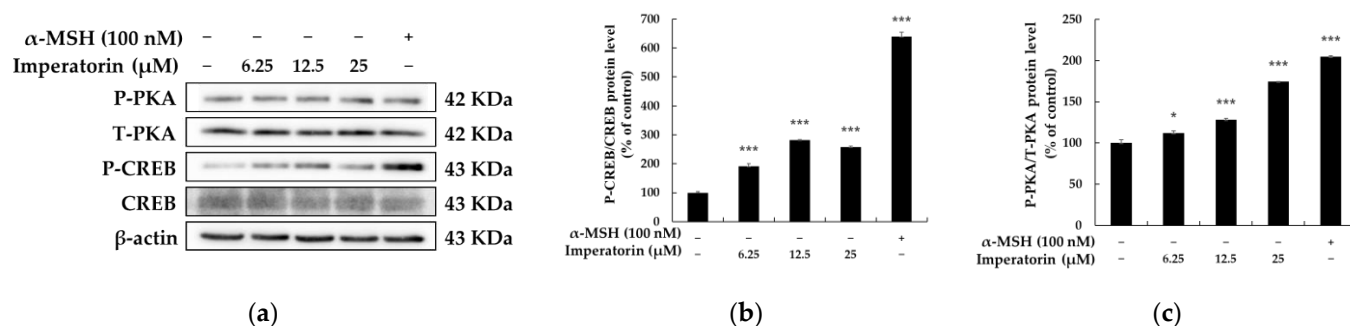 α-MSH (100 nM) – – – – +
Imperatorin (μM) – 6.25 12.5 25 –
P-PKA 42 KDa
T-PKA 42 KDa
P-CREB 43 KDa
CREB 43 KDa
β-actin 43 KDa
(a)
P-CREB/CREB protein level
(% of control)
700
600
500
400
300
200
100
0
*** *** *** ***
α-MSH (100 nM) – – – – +
Imperatorin (μM) – 6.25 12.5 25 –
(b)
P-PKA/T-PKA protein level
(% of control)
250
200
150
100
50
0
* *** *** ***
α-MSH (100 nM) – – – – +
Imperatorin (μM) – 6.25 12.5 25 –
(c)